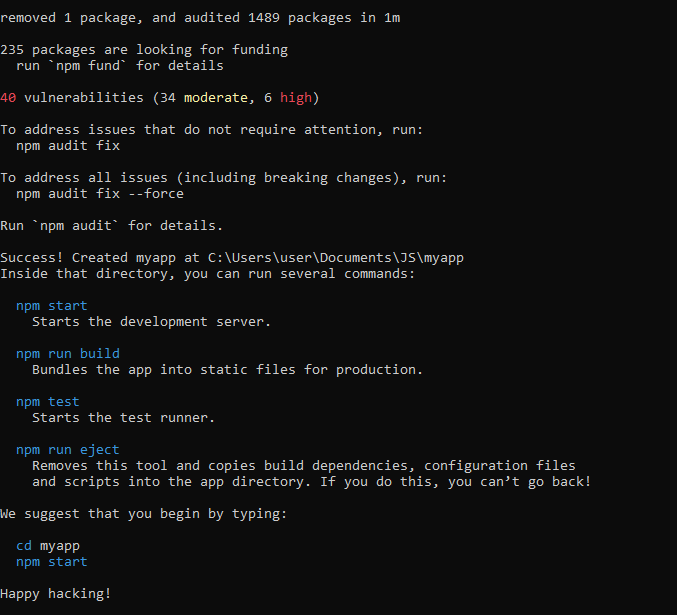 removed 1 package, and audited 1489 packages in 1m
235 packages are looking for funding
run `npm fund` for details
40 vulnerabilities (34 moderate, 6 high)
To address issues that do not require attention, run:
npm audit fix
To address all issues (including breaking changes), run:
npm audit fix --force
Run `npm audit` for details.
Success! Created myapp at C:\Users\user\Documents\JS\myapp
Inside that directory, you can run several commands:
npm start
Starts the development server.
npm run build
Bundles the app into static files for production.
npm test
Starts the test runner.
npm run eject
Removes this tool and copies build dependencies, configuration files
and scripts into the app directory. If you do this, you can’t go back!
We suggest that you begin by typing:
cd myapp
npm start
Happy hacking!